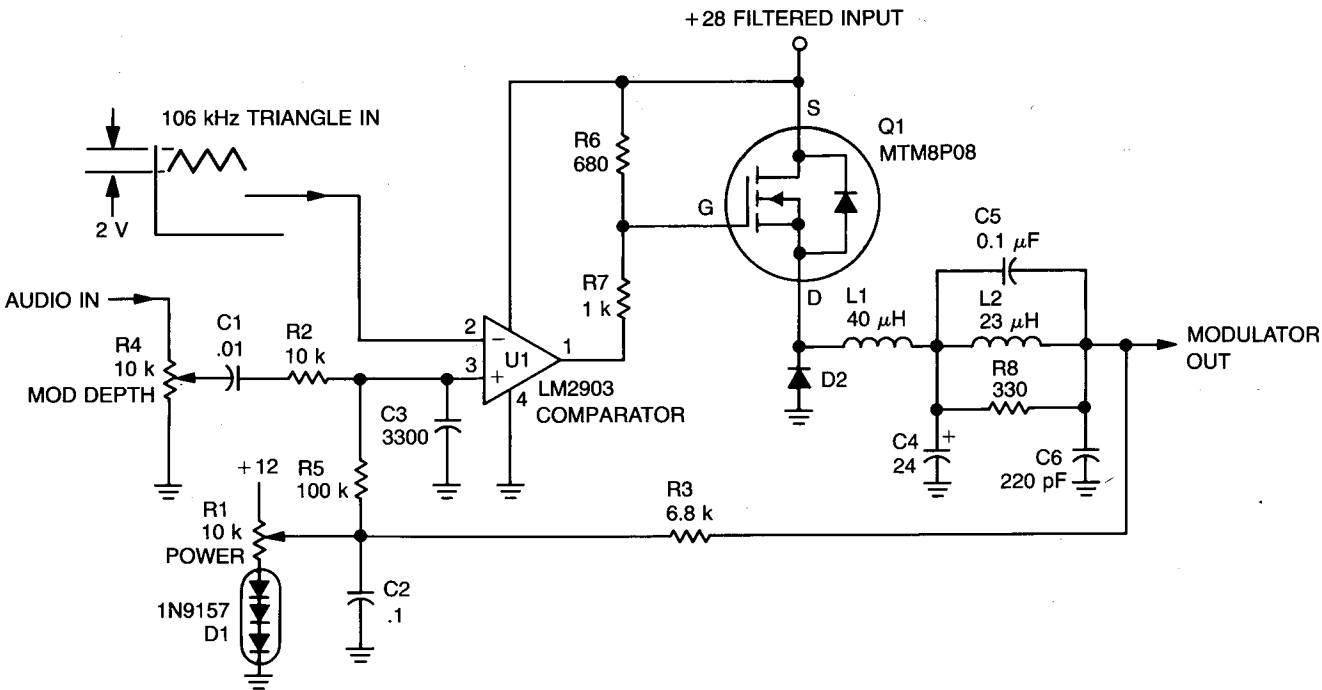 +28 FILTERED INPUT
106 kHz TRIANGLE IN
2 V
S
Q1
MTM8P08
R6
680
G
D
C5
0.1 μF
R7
1 k
L1
40 μH
L2
23 μH
AUDIO IN
R4
10 k
MOD DEPTH
C1
.01
R2
10 k
2
−
U1
1
3
+
4
LM2903
COMPARATOR
D2
MODULATOR
OUT
R8
330
C3
3300
C4
24
+
C6
220 pF
+12
R5
100 k
R1
10 k
POWER
R3
6.8 k
C2
.1
1N9157
D1